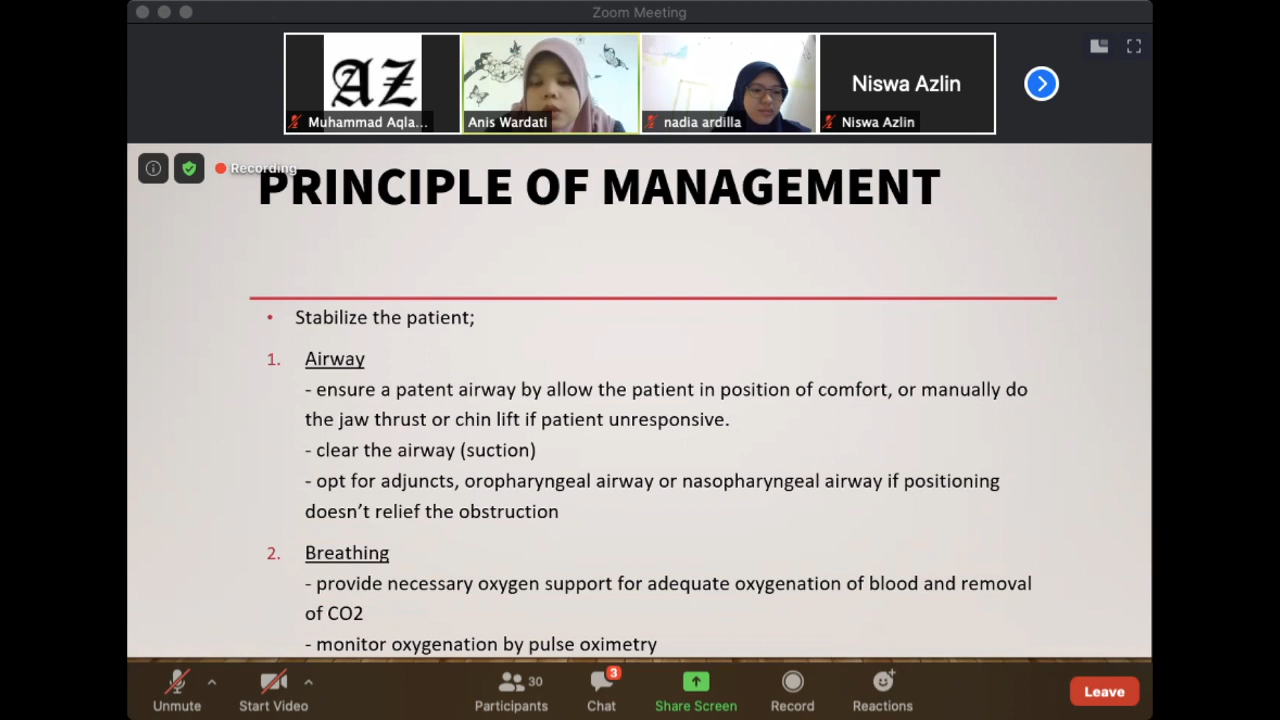 Zoom Meeting
AZ
Muhammad Aqla...
Anis Wardati
nadia ardilla
Niswa Azlin
Niswa Azlin
Recording
PRINCIPLE OF MANAGEMENT
• Stabilize the patient;
1. Airway
- ensure a patent airway by allow the patient in position of comfort, or manually do
the jaw thrust or chin lift if patient unresponsive.
- clear the airway (suction)
- opt for adjuncts, oropharyngeal airway or nasopharyngeal airway if positioning
doesn’t relief the obstruction
2. Breathing
- provide necessary oxygen support for adequate oxygenation of blood and removal
of CO2
- monitor oxygenation by pulse oximetry
Unmute
Start Video
30
Participants
3
Chat
Share Screen
Record
Reactions
Leave